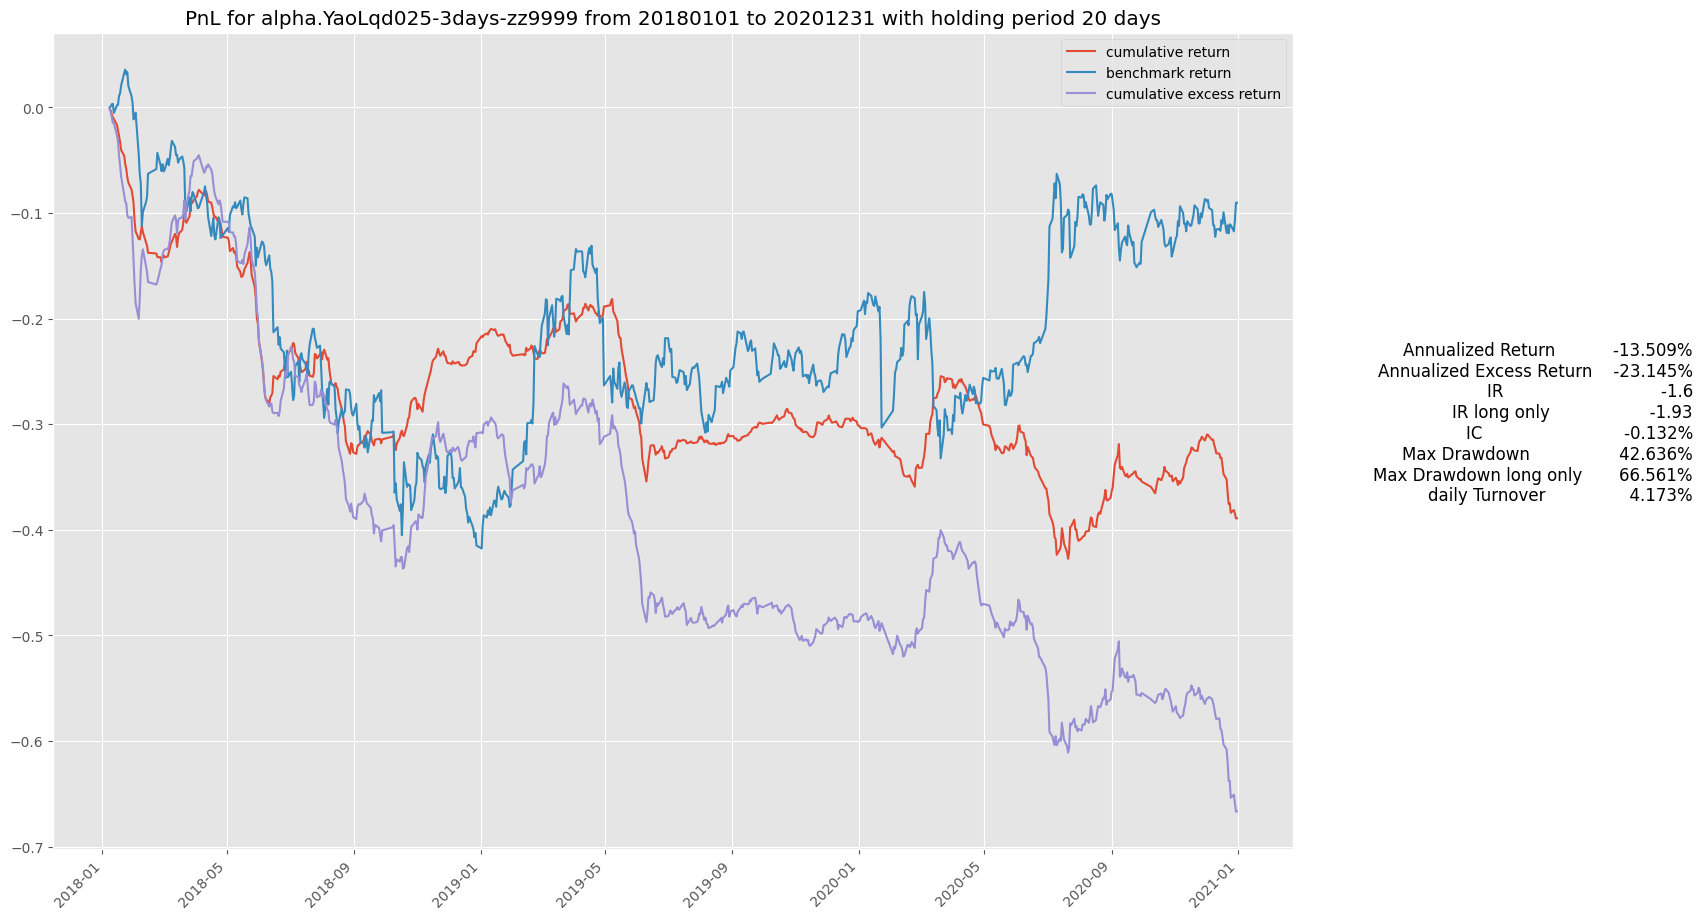 PnL for alpha.YaoLqd025-3days-zz9999 from 20180101 to 20201231 with holding period 20 days
cumulative return
benchmark return
cumulative excess return
0.0
−0.1
−0.2
−0.3
−0.4
−0.5
−0.6
−0.7
2018-01
2018-05
2018-09
2019-01
2019-05
2019-09
2020-01
2020-05
2020-09
2021-01
Annualized Return -13.509%
Annualized Excess Return -23.145%
IR -1.6
IR long only -1.93
IC -0.132%
Max Drawdown 42.636%
Max Drawdown long only 66.561%
daily Turnover 4.173%